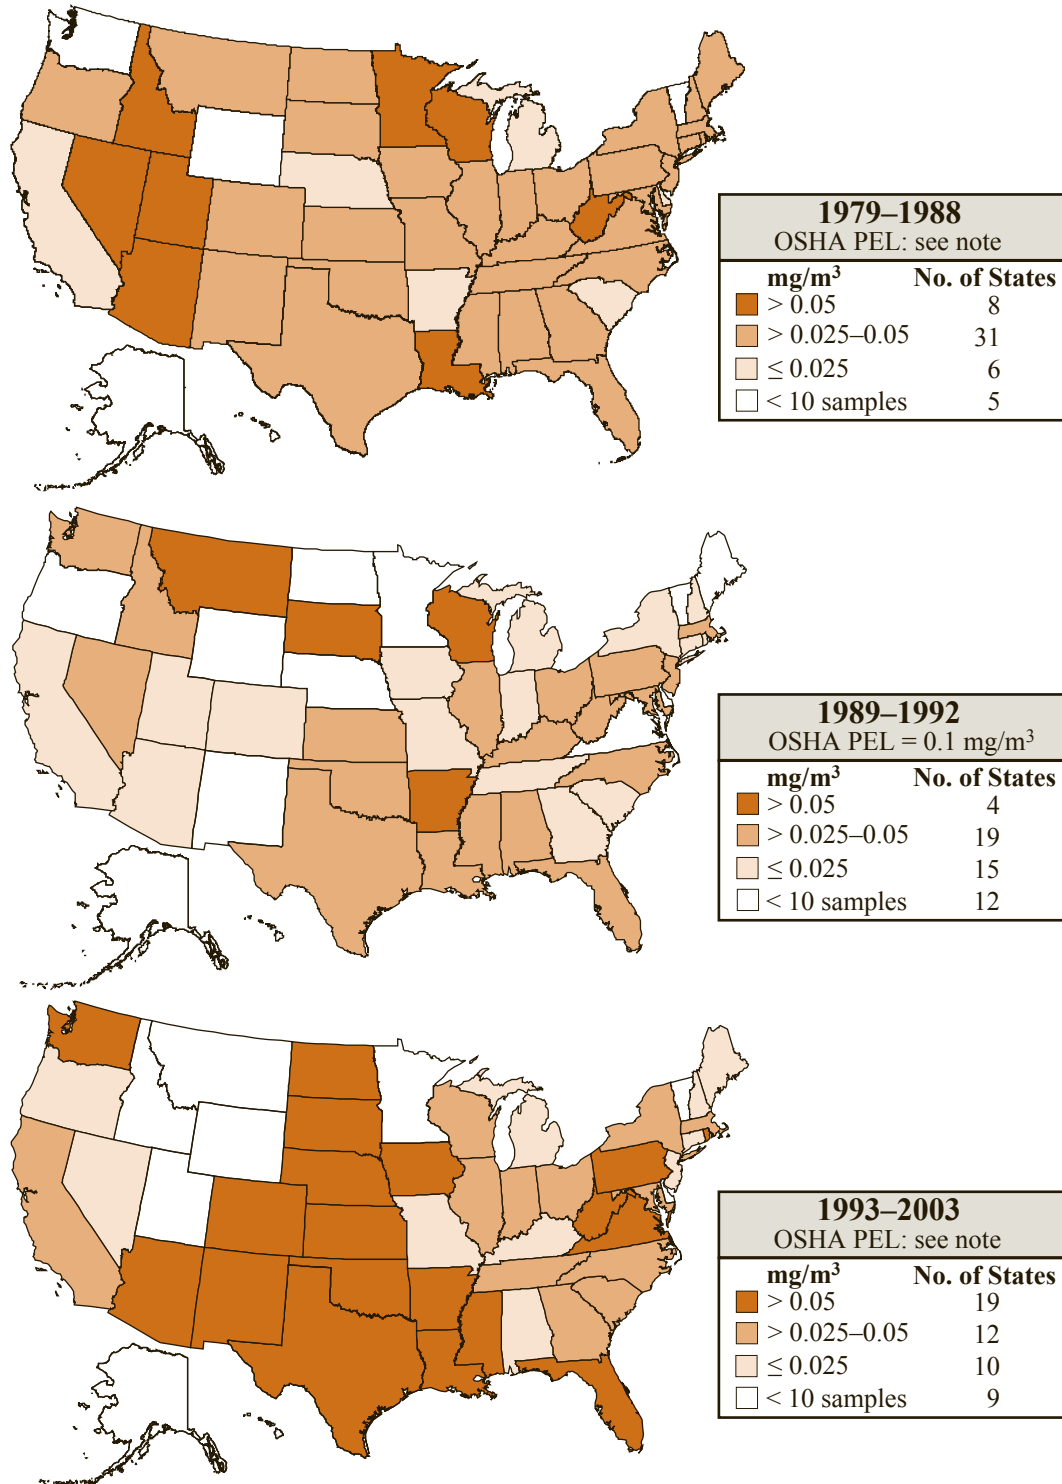 1979–1988
OSHA PEL: see note
mg/m³ No. of States
> 0.05 8
> 0.025–0.05 31
≤ 0.025 6
< 10 samples 5
1989–1992
OSHA PEL = 0.1 mg/m³
mg/m³ No. of States
> 0.05 4
> 0.025–0.05 19
≤ 0.025 15
< 10 samples 12
1993–2003
OSHA PEL: see note
mg/m³ No. of States
> 0.05 19
> 0.025–0.05 12
≤ 0.025 10
< 10 samples 9